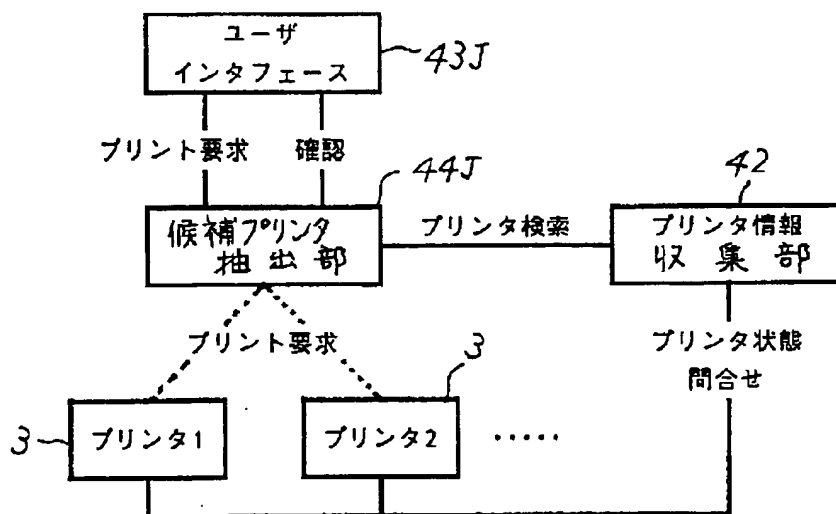 ユーザ
インタフェース
43J
プリント要求
確認
44J
42
候補プリンタ
抽出部
プリンタ検索
プリンタ情報
収集部
プリント要求
プリンタ状態
問合せ
3
3
プリンタ1
プリンタ2
.....